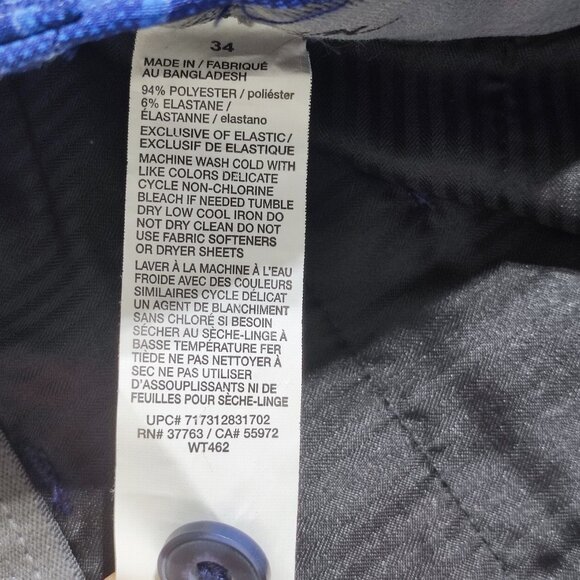 34
MADE IN / FABRIQUÉ
AU BANGLADESH
94% POLYESTER / poliéster
6% ELASTANE /
ÉLASTANNE / elastano
EXCLUSIVE OF ELASTIC /
EXCLUSIF DE ELASTIQUE
MACHINE WASH COLD WITH
LIKE COLORS DELICATE
CYCLE NON-CHLORINE
BLEACH IF NEEDED TUMBLE
DRY LOW COOL IRON DO
NOT DRY CLEAN DO NOT
USE FABRIC SOFTENERS
OR DRYER SHEETS
LAVER À LA MACHINE À L'EAU
FROIDE AVEC DES COULEURS
SIMILAIRES CYCLE DÉLICAT
UN AGENT DE BLANCHIMENT
SANS CHLORÉ SI BESOIN
SÉCHER AU SÈCHE-LINGE À
BASSE TEMPÉRATURE FER
TIÈDE NE PAS NETTOYER À
SEC NE PAS UTILISER
D'ASSOUPLISSANTS NI DE
FEUILLES POUR SÈCHE-LINGE
UPC# 717312831702
RN# 37763 / CA# 55972
WT462